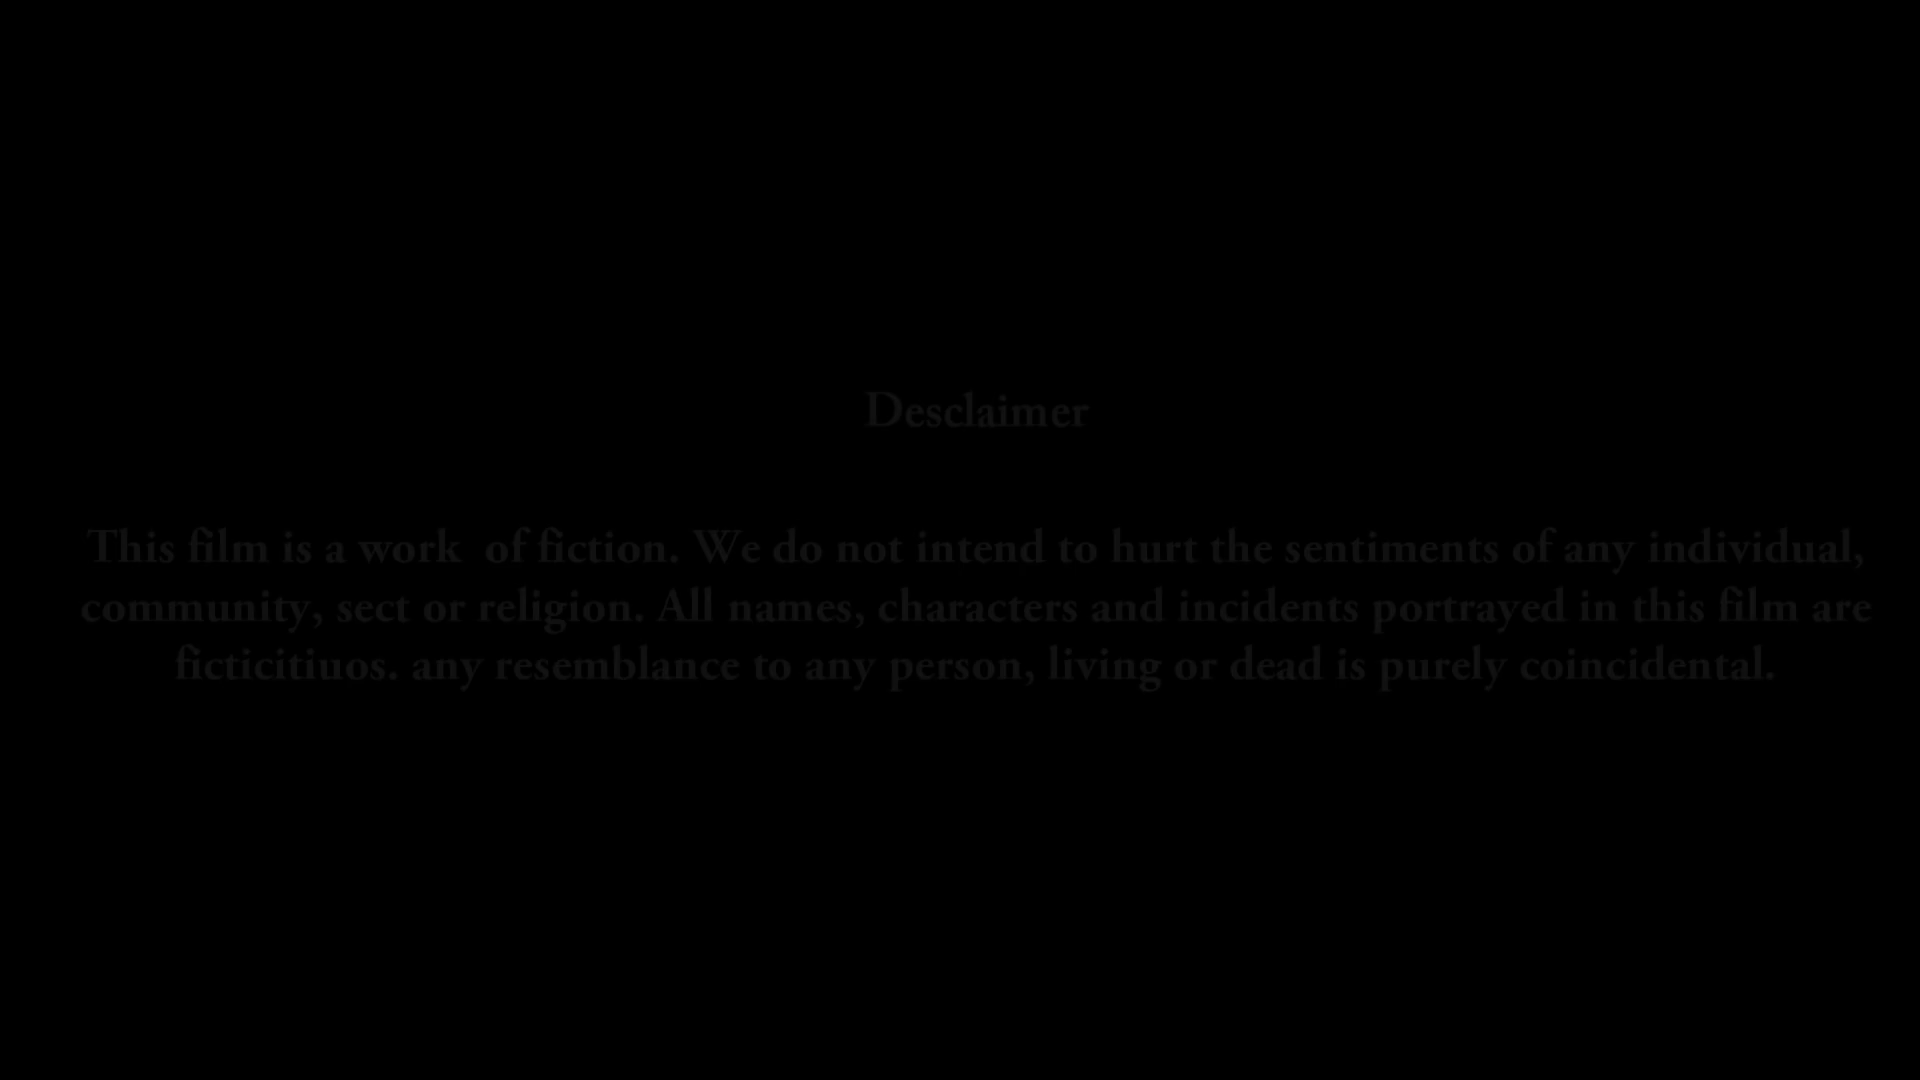 Desclaimer
This film is a work  of fiction. We do not intend to hurt the sentiments of any individual,
community, sect or religion. All names, characters and incidents portrayed in this film are
ficticitiuos. any resemblance to any person, living or dead is purely coincidental.